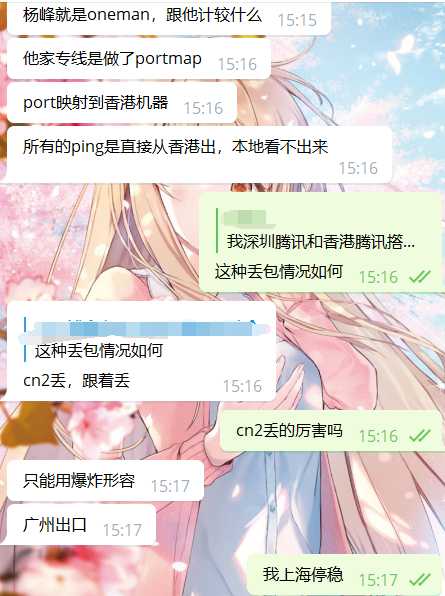 杨峰就是oneman，跟他计较什么 15:15
他家专线是做了portmap 15:16
port映射到香港机器 15:16
所有的ping是直接从香港出，本地看不出来
15:16
我深圳腾讯和香港腾讯搭...
这种丢包情况如何 15:16
这种丢包情况如何
cn2丢，跟着丢 15:16
cn2丢的厉害吗 15:16
只能用爆炸形容 15:17
广州出口 15:17
我上海停稳 15:17